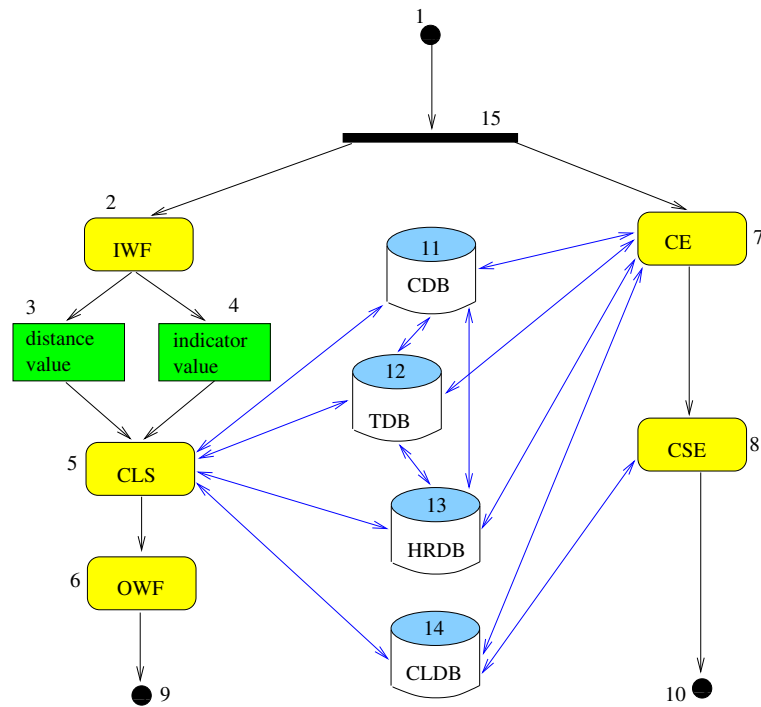 1
15
2
IWF
11
CDB
CE
7
3
4
distance
value
indicator
value
12
TDB
5
CLS
CSE
8
13
HRDB
6
OWF
14
CLDB
9
10